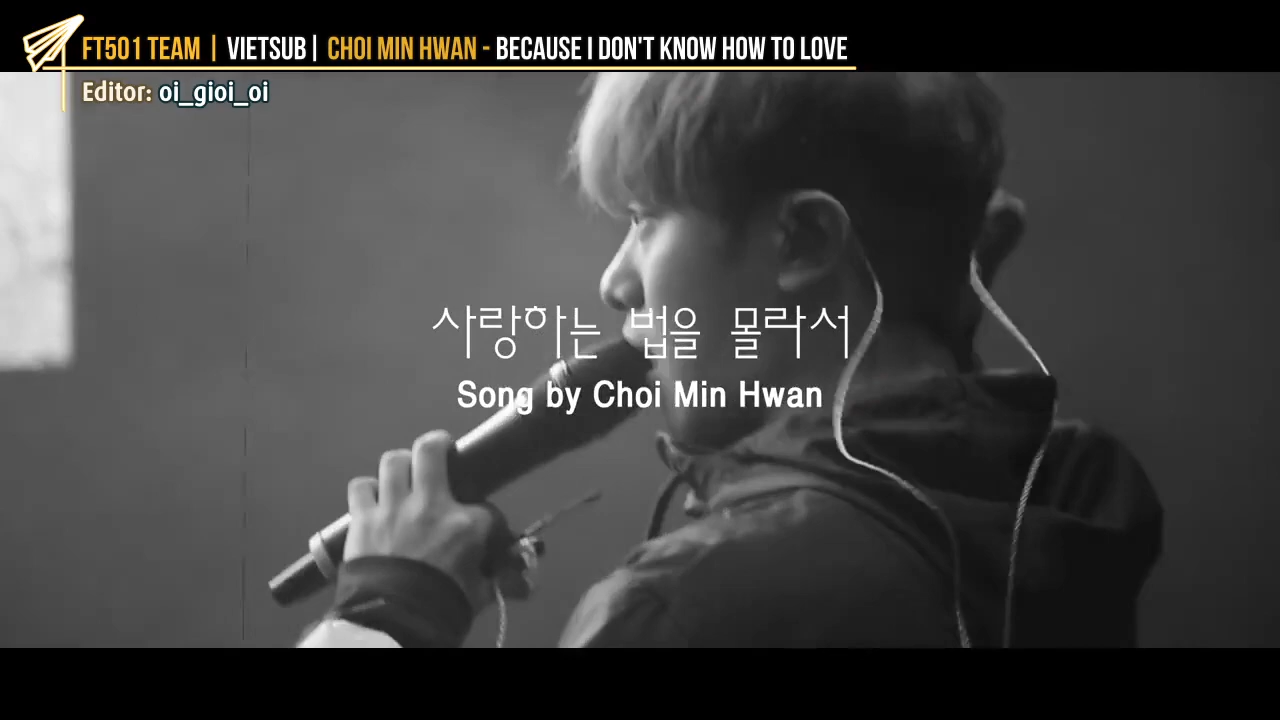 FT501 TEAM | VIETSUB | CHOI MIN HWAN - BECAUSE I DON'T KNOW HOW TO LOVE
Editor: oi_gioi_oi
사랑하는 법을 몰라서
Song by Choi Min Hwan